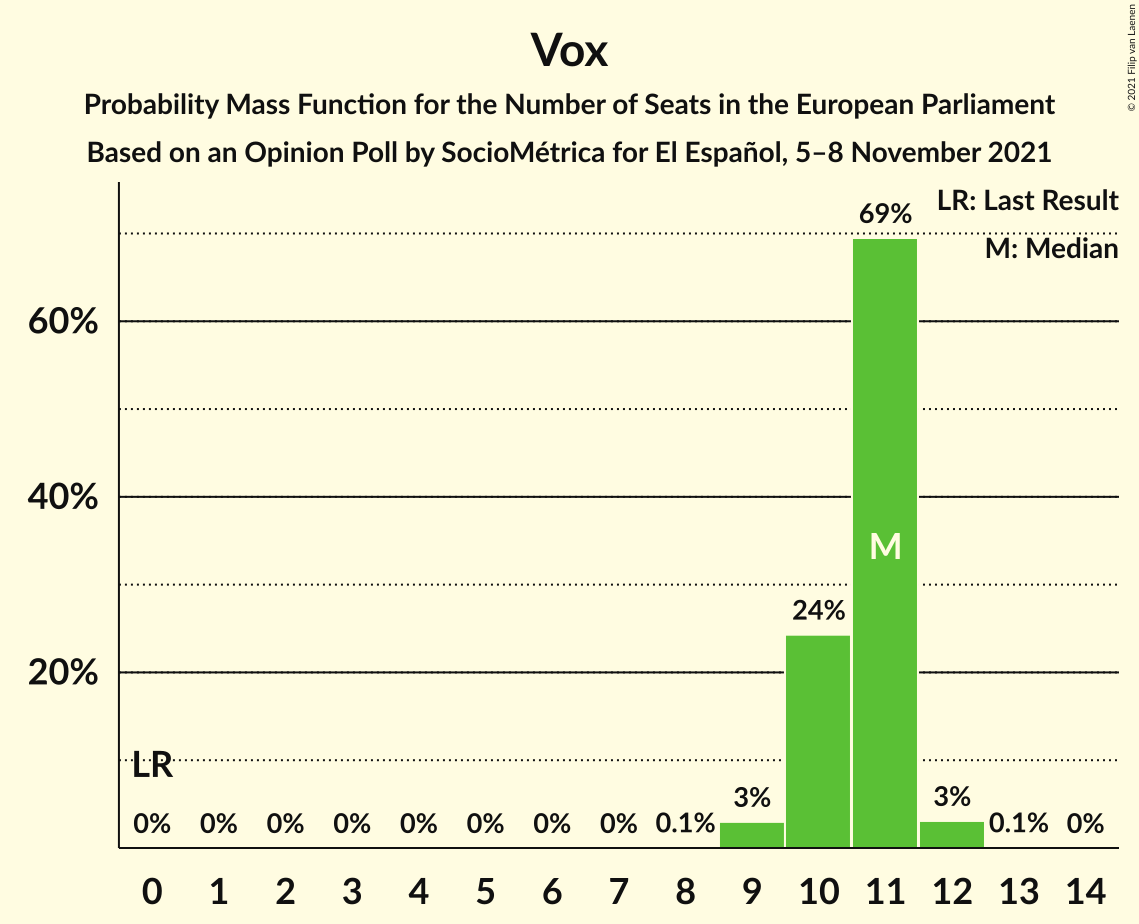 Vox
Probability Mass Function for the Number of Seats in the European Parliament
Based on an Opinion Poll by SocioMétrica for El Español, 5–8 November 2021
© 2021 Filip van Laenen
LR: Last Result
M: Median
60%
40%
20%
69%
M
24%
LR
0% 0% 0% 0% 0% 0% 0% 0% 0.1% 3% 3% 0.1% 0%
0 1 2 3 4 5 6 7 8 9 10 11 12 13 14